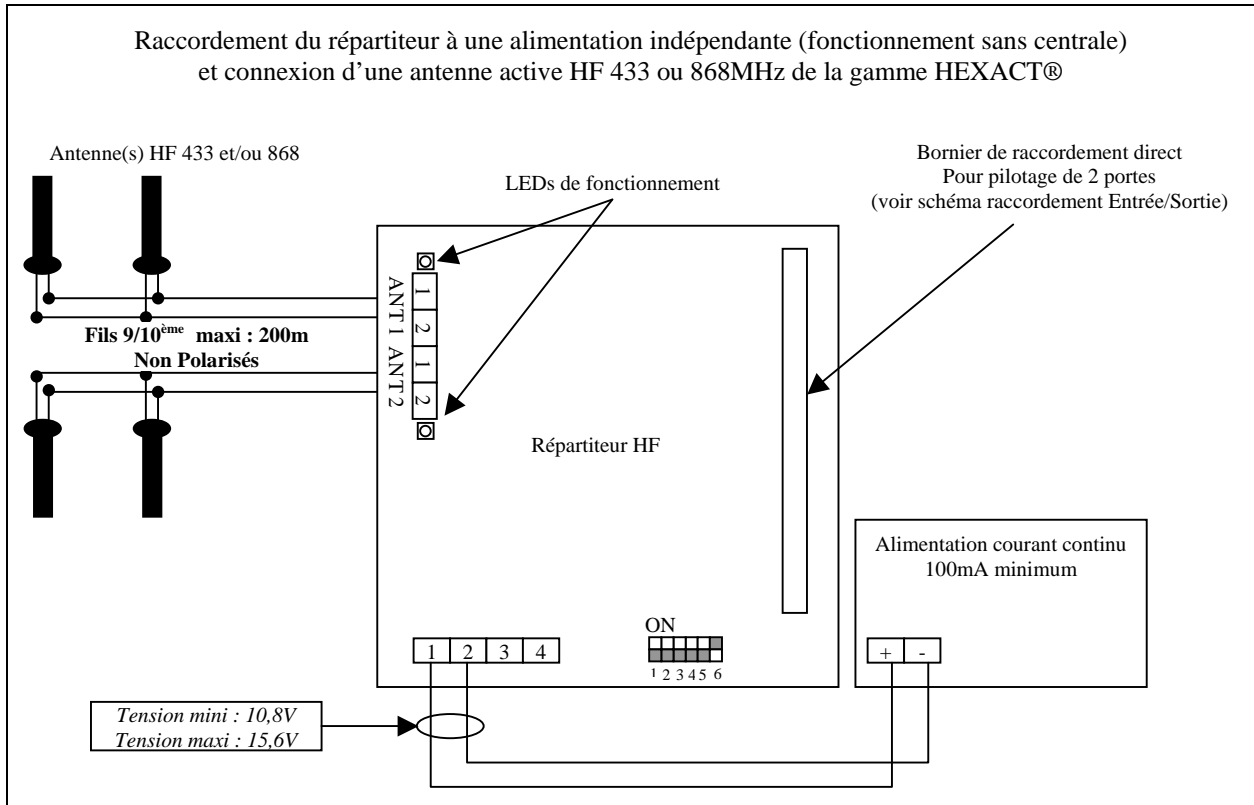 Raccordement du répartiteur à une alimentation indépendante (fonctionnement sans centrale)
et connexion d'une antenne active HF 433 ou 868MHz de la gamme HEXACT®
Antenne(s) HF 433 et/ou 868
LEDs de fonctionnement
Bornier de raccordement direct
Pour pilotage de 2 portes
(voir schéma raccordement Entrée/Sortie)
ANT1 ANT2
1
2
1
2
Fils 9/10ème maxi : 200m
Non Polarisés
Répartiteur HF
Alimentation courant continu
100mA minimum
ON
1 2 3 4 5 6
1 2 3 4
+ -
Tension mini : 10,8V
Tension maxi : 15,6V